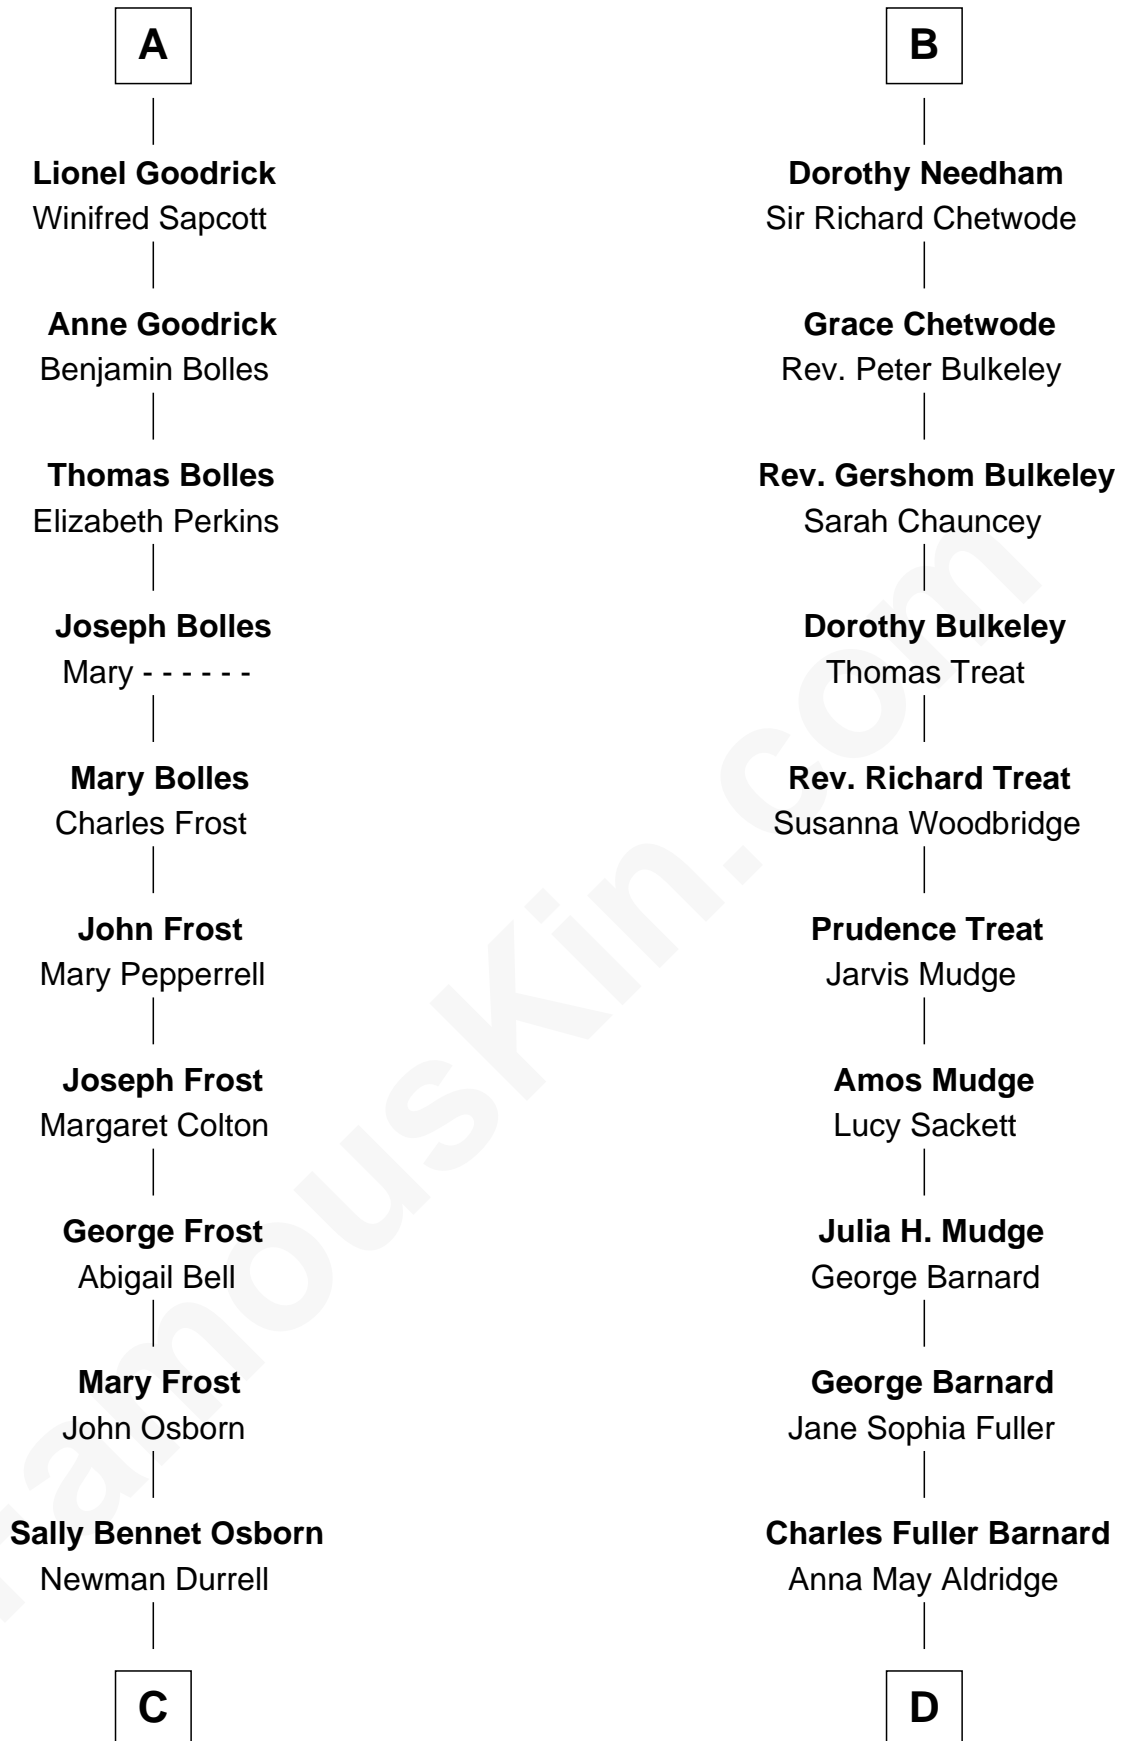 A
Lionel Goodrick
Winifred Sapcott
Anne Goodrick
Benjamin Bolles
Thomas Bolles
Elizabeth Perkins
Joseph Bolles
Mary - - - - - -
Mary Bolles
Charles Frost
John Frost
Mary Pepperrell
Joseph Frost
Margaret Colton
George Frost
Abigail Bell
Mary Frost
John Osborn
Sally Bennet Osborn
Newman Durrell
C
B
Dorothy Needham
Sir Richard Chetwode
Grace Chetwode
Rev. Peter Bulkeley
Rev. Gershom Bulkeley
Sarah Chauncey
Dorothy Bulkeley
Thomas Treat
Rev. Richard Treat
Susanna Woodbridge
Prudence Treat
Jarvis Mudge
Amos Mudge
Lucy Sackett
Julia H. Mudge
George Barnard
George Barnard
Jane Sophia Fuller
Charles Fuller Barnard
Anna May Aldridge
D
FamousKin.com